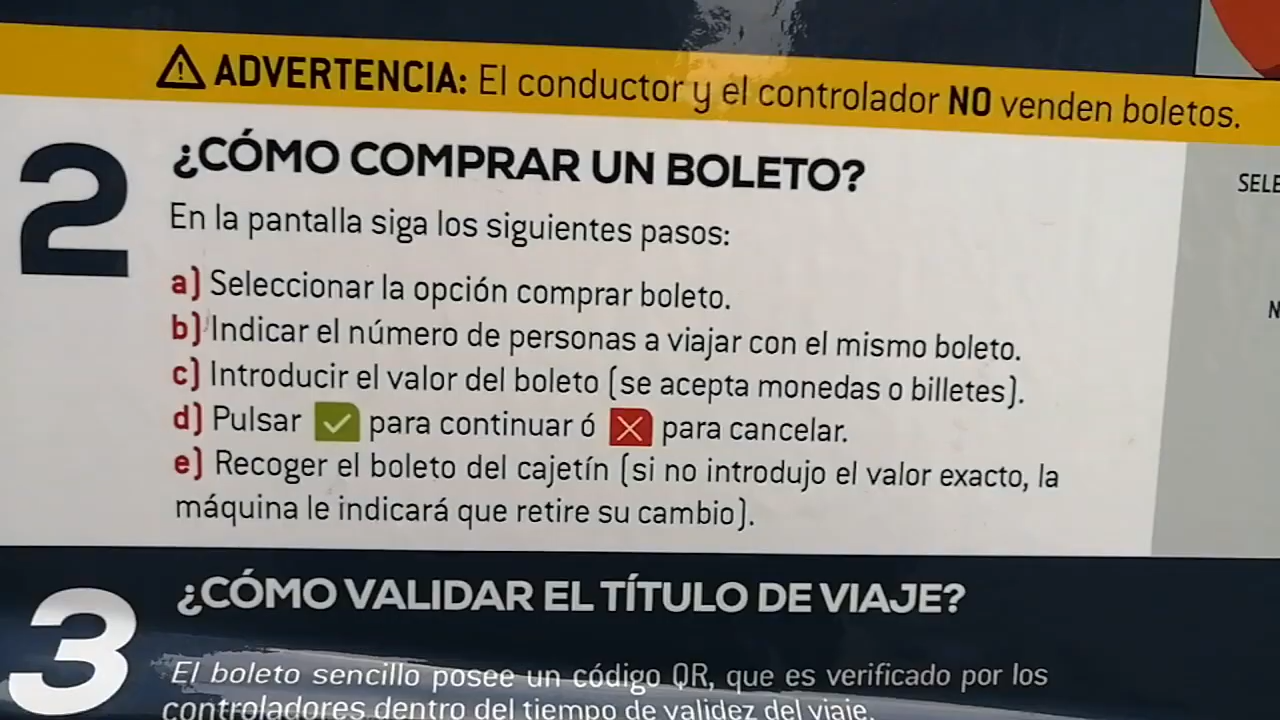 ADVERTENCIA: El conductor y el controlador NO venden boletos.
2
¿CÓMO COMPRAR UN BOLETO?
En la pantalla siga los siguientes pasos:
a) Seleccionar la opción comprar boleto.
b) Indicar el número de personas a viajar con el mismo boleto.
c) Introducir el valor del boleto (se acepta monedas o billetes).
d) Pulsar para continuar ó para cancelar.
e) Recoger el boleto del cajetín (si no introdujo el valor exacto, la
máquina le indicará que retire su cambio).
3
¿CÓMO VALIDAR EL TÍTULO DE VIAJE?
El boleto sencillo posee un código QR, que es verificado por los
controladores dentro del tiempo de validez del viaje.